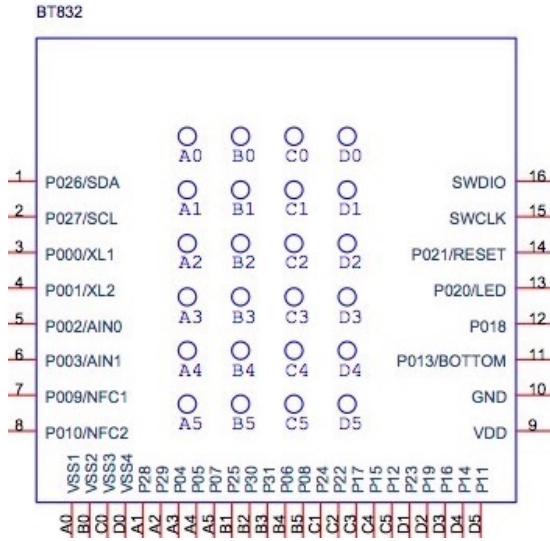 BT832
A0 B0 C0 D0
1 P026/SDA A1 B1 C1 D1 SWDIO 16
2 P027/SCL SWCLK 15
3 P000/XL1 A2 B2 C2 D2 P021/RESET 14
4 P001/XL2 A3 B3 C3 D3 P020/LED 13
5 P002/AIN0 P018 12
6 P003/AIN1 A4 B4 C4 D4 P013/BOTTOM 11
7 P009/NFC1 GND 10
8 P010/NFC2 A5 B5 C5 D5 VDD 9
VSS1 VSS2 VSS3 VSS4 P28 P29 P04 P05 P07 P25 P30 P31 P06 P08 P24 P22 P17 P15 P12 P23 P19 P16 P14 P11
A0 B0 C0 D0 A1 A2 A3 A4 A5 B1 B2 B3 B4 B5 C1 C2 C3 C4 C5 D1 D2 D3 D4 D5